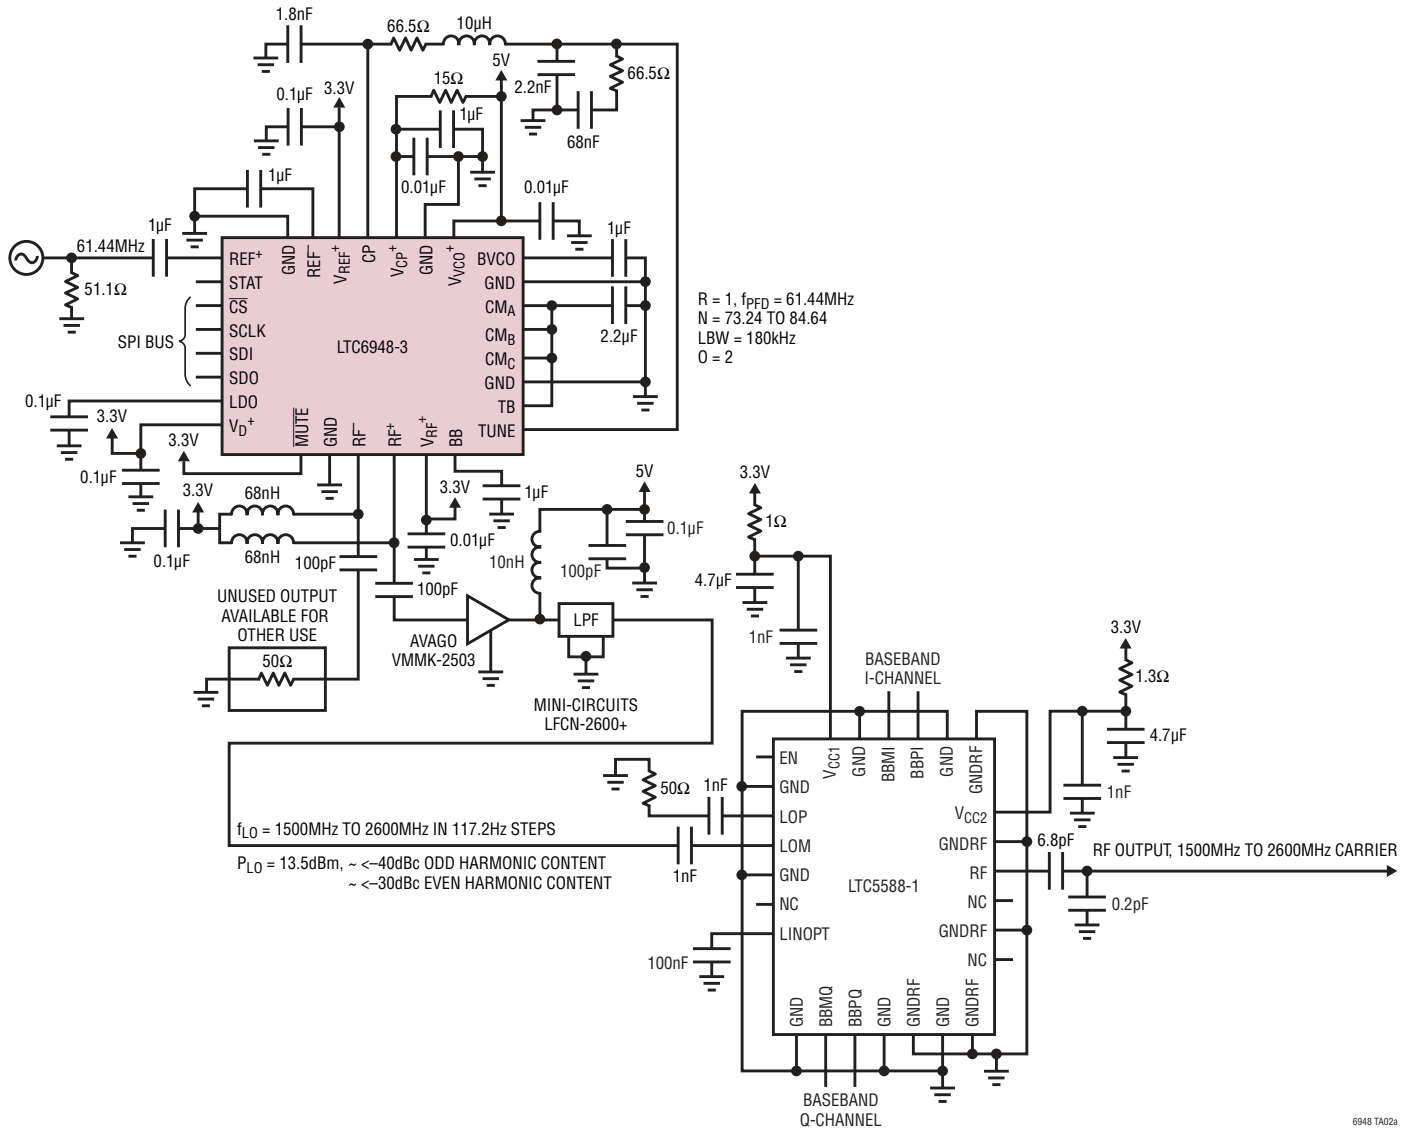 1.8nF
66.5Ω
10µH
5V
15Ω
2.2nF
66.5Ω
0.1µF
3.3V
1µF
68nF
1µF
0.01µF
0.01µF
1µF
61.44MHz
1µF
51.1Ω
REF+
GND
REF–
VREF+
CP
VCP+
GND
VVCO+
BVCO
STAT
GND
CS
CMA
SCLK
CMB
2.2µF
SPI BUS
LTC6948-3
SDI
CMC
SDO
GND
LDO
TB
VD+
TUNE
MUTE
GND
RF–
RF+
VRF+
BB
R = 1, fPFD = 61.44MHz
N = 73.24 TO 84.64
LBW = 180kHz
O = 2
0.1µF
3.3V
3.3V
0.1µF
3.3V
68nH
68nH
0.1µF
100pF
100pF
3.3V
0.01µF
1µF
5V
0.1µF
10nH
100pF
3.3V
1Ω
4.7µF
1nF
UNUSED OUTPUT
AVAILABLE FOR
OTHER USE
50Ω
AVAGO
VMMK-2503
LPF
MINI-CIRCUITS
LFCN-2600+
BASEBAND
I-CHANNEL
3.3V
1.3Ω
4.7µF
1nF
50Ω
1nF
1nF
fLO = 1500MHz TO 2600MHz IN 117.2Hz STEPS
PLO = 13.5dBm, ~ <–40dBc ODD HARMONIC CONTENT
~ <–30dBc EVEN HARMONIC CONTENT
EN
VCC1
GND
BBMI
BBPI
GND
GNDRF
GND
LOP
VCC2
LOM
GNDRF
GND
LTC5588-1
RF
NC
NC
LINOPT
GNDRF
NC
100nF
GND
BBMQ
BBPQ
GND
GNDRF
GND
GNDRF
6.8pF
RF OUTPUT, 1500MHz TO 2600MHz CARRIER
0.2pF
BASEBAND
Q-CHANNEL
6948 TA02a